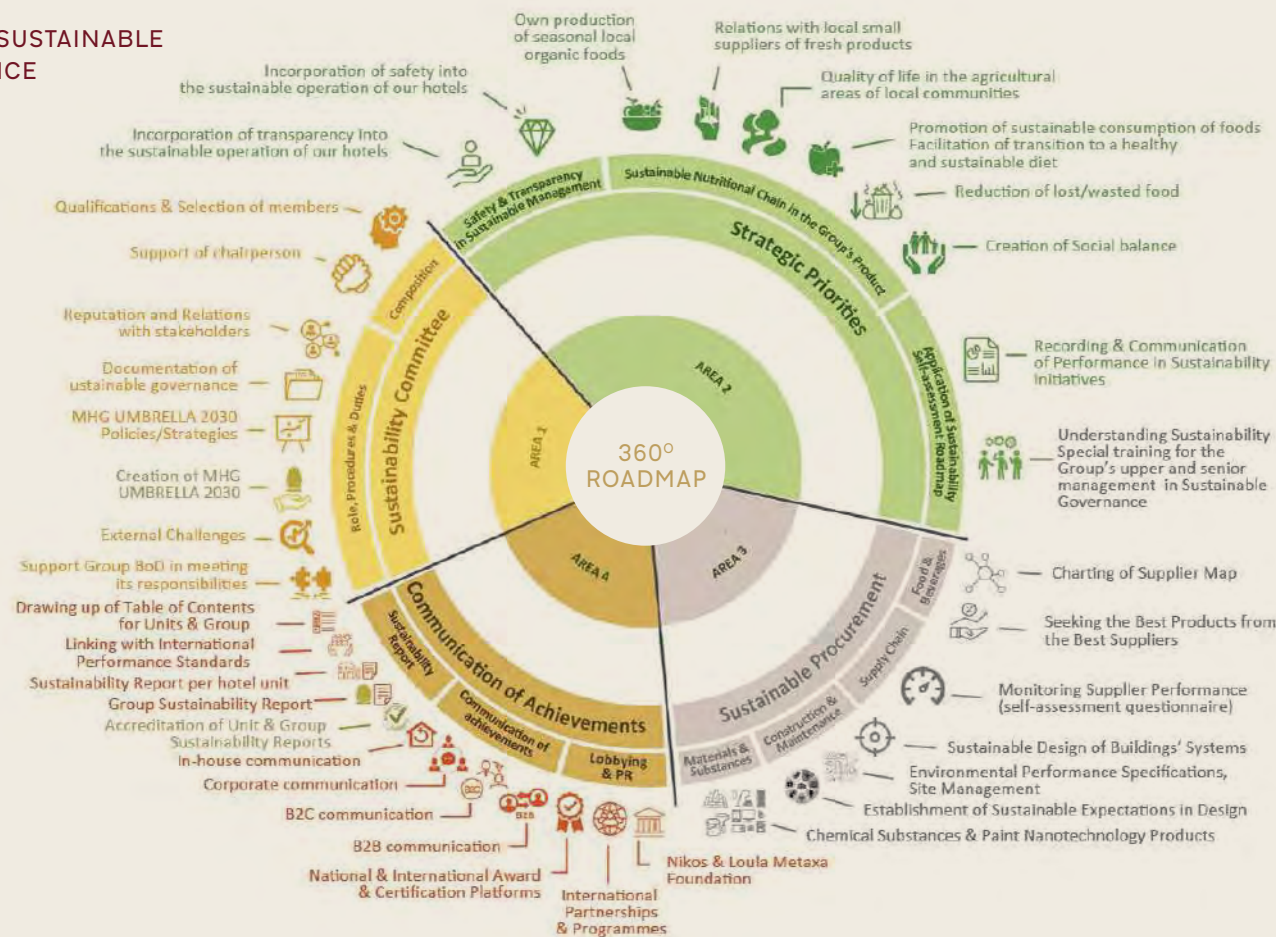 SUSTAINABLE
ICE
Own production
of seasonal local
organic foods
Relations with local small
suppliers of fresh products
Incorporation of safety into
the sustainable operation of our hotels
Quality of life in the agricultural
areas of local communities
Incorporation of transparency into
the sustainable operation of our hotels
Promotion of sustainable consumption of foods
Facilitation of transition to a healthy
and sustainable diet
Reduction of lost/wasted food
Creation of Social balance
Recording & Communication
of Performance in Sustainability
Initiatives
Understanding Sustainability
Special training for the
Group's upper and senior
management in Sustainable
Governance
Safety & Transparency
in Sustainable Management
Sustainable Nutritional Chain in the Group's Product
Application of Sustainability
Self-assessment Roadmap
Strategic Priorities
AREA 2
Qualifications & Selection of members
Support of chairperson
Reputation and Relations
with stakeholders
Documentation of
ustainable governance
MHG UMBRELLA 2030
Policies/Strategies
Creation of MHG
UMBRELLA 2030
External Challenges
Support Group BoD in meeting
its responsibilities
Composition
Role, Procedures & Duties
Sustainability Committee
AREA 1
360º
ROADMAP
AREA 3
AREA 4
Sustainable Procurement
Food &
Beverages
Supply Chain
Construction &
Maintenance
Materials &
Substances
Charting of Supplier Map
Seeking the Best Products from
the Best Suppliers
Monitoring Supplier Performance
(self-assessment questionnaire)
Sustainable Design of Buildings' Systems
Environmental Performance Specifications,
Site Management
Establishment of Sustainable Expectations in Design
Chemical Substances & Paint Nanotechnology Products
Communication of Achievements
Sustainability
Report
Communication of
achievements
Lobbying
& PR
Drawing up of Table of Contents
for Units & Group
Linking with International
Performance Standards
Sustainability Report per hotel unit
Group Sustainability Report
Accreditation of Unit & Group
Sustainability Reports
In-house communication
Corporate communication
B2C
B2C communication
B2B
B2B communication
National & International Award
& Certification Platforms
International
Partnerships
& Programmes
Nikos & Loula Metaxa
Foundation